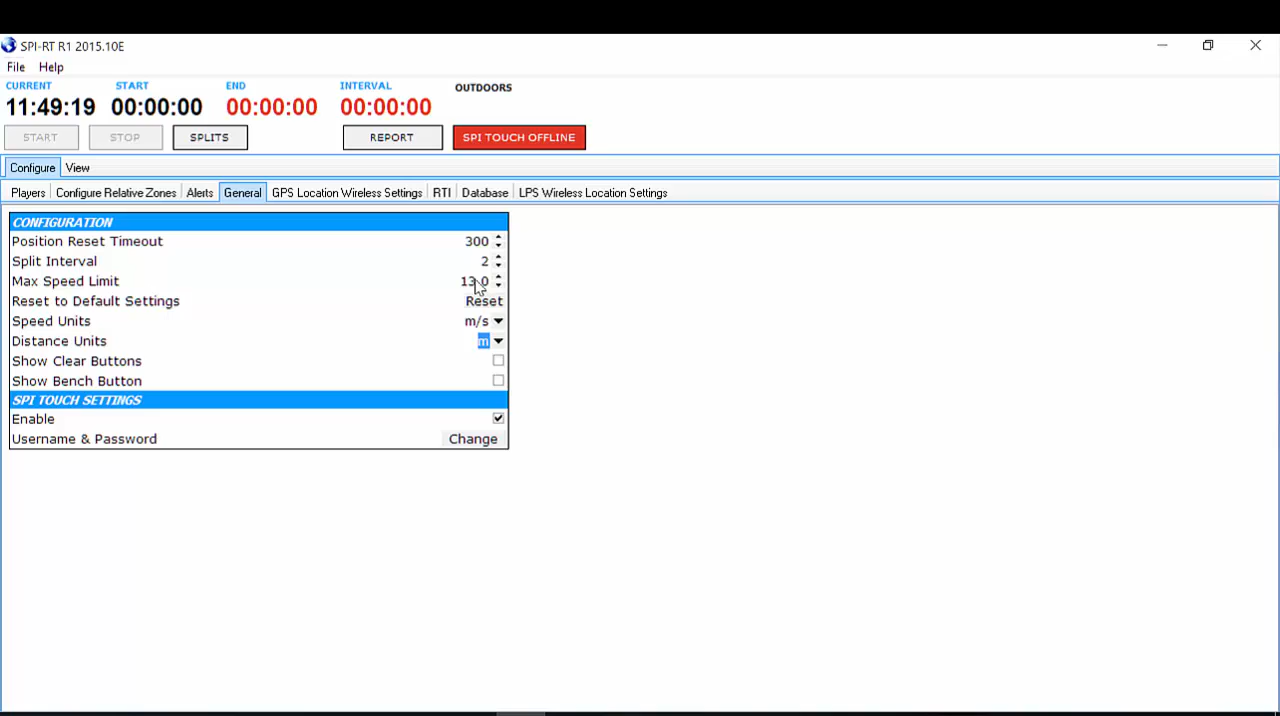 SPI-RT R1 2015.10E
File Help
CURRENT START END INTERVAL OUTDOORS
11:49:19 00:00:00 00:00:00 00:00:00
START STOP SPLITS REPORT SPI TOUCH OFFLINE
Configure View
Players Configure Relative Zones Alerts General GPS Location Wireless Settings RTI Database LPS Wireless Location Settings
CONFIGURATION
Position Reset Timeout 300
Split Interval 2
Max Speed Limit 13.0
Reset to Default Settings Reset
Speed Units m/s
Distance Units m
Show Clear Buttons
Show Bench Button
SPI TOUCH SETTINGS
Enable
Username & Password Change